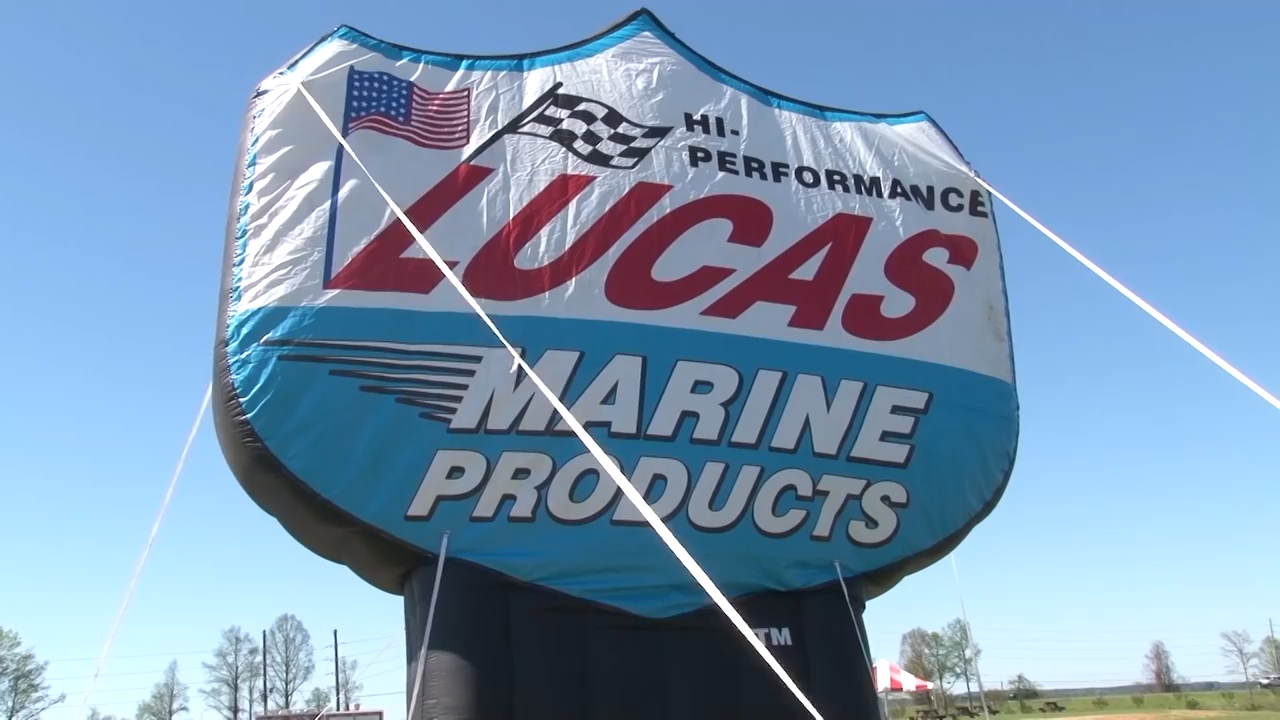 HI-
PERFORMANCE
LUCAS
MARINE
PRODUCTS
TM